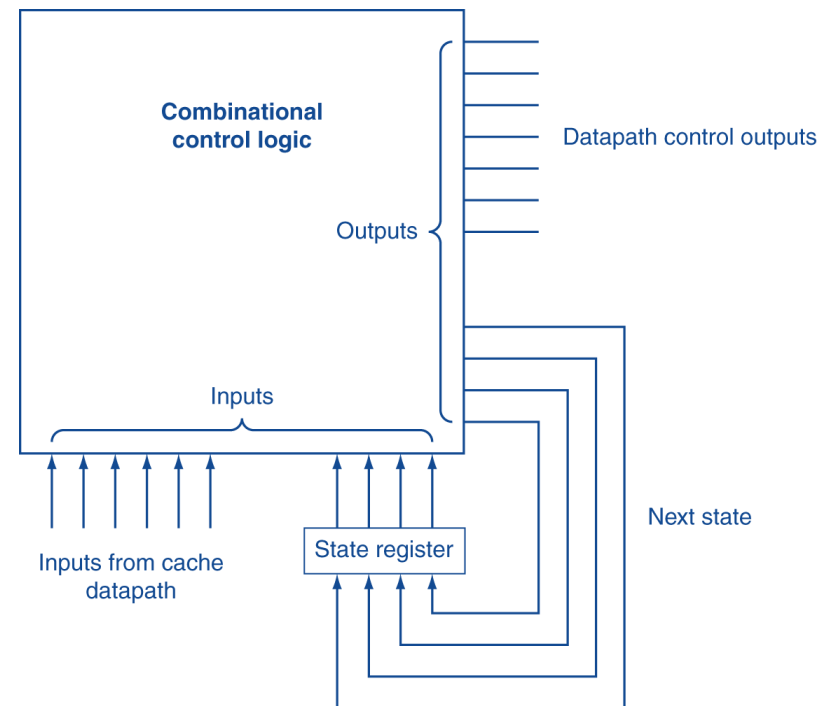 Combinational
control logic
Datapath control outputs
Outputs
Inputs
Next state
State register
Inputs from cache
datapath